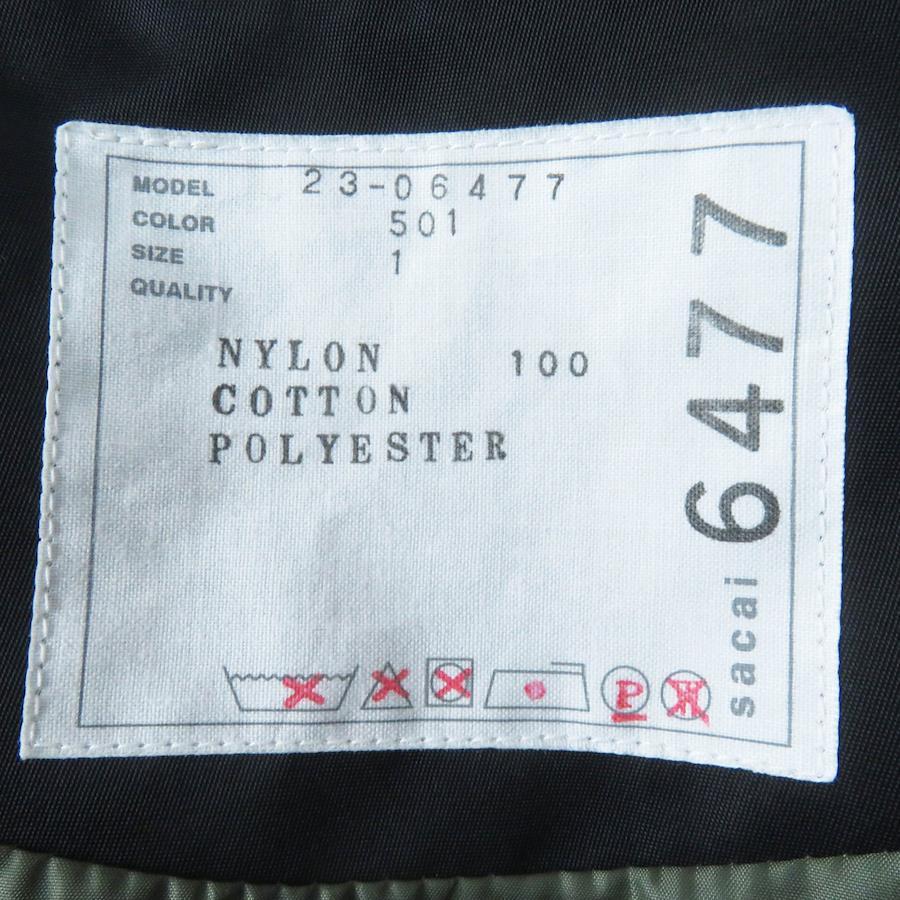 MODEL 23-06477
COLOR 501
SIZE 1
QUALITY
NYLON 100
COTTON
POLYESTER
P
W
sacai 6477